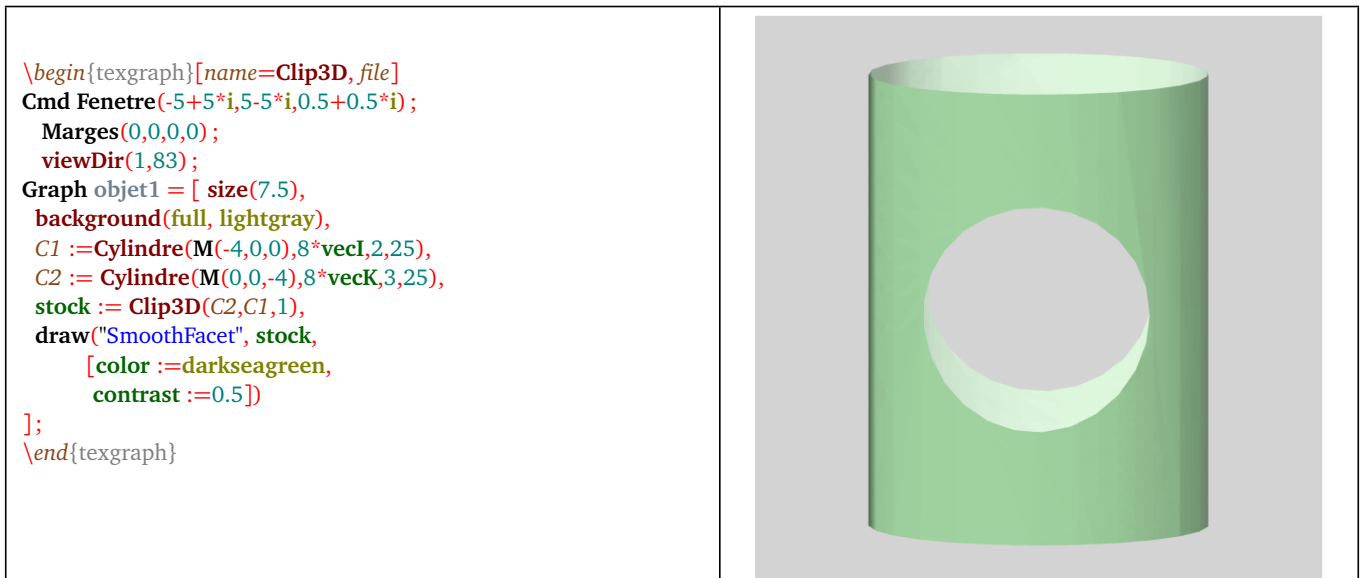 \begin{texgraph}[name=Clip3D, file]
Cmd Fenetre(-5+5*i,5-5*i,0.5+0.5*i) ;
Marges(0,0,0,0) ;
viewDir(1,83) ;
Graph objet1 = [ size(7.5),
background(full, lightgray),
C1 :=Cylindre(M(-4,0,0),8*vecI,2,25),
C2 := Cylindre(M(0,0,-4),8*vecK,3,25),
stock := Clip3D(C2,C1,1),
draw("SmoothFacet", stock,
[color :=darkseagreen,
contrast :=0.5])
];
\end{texgraph}